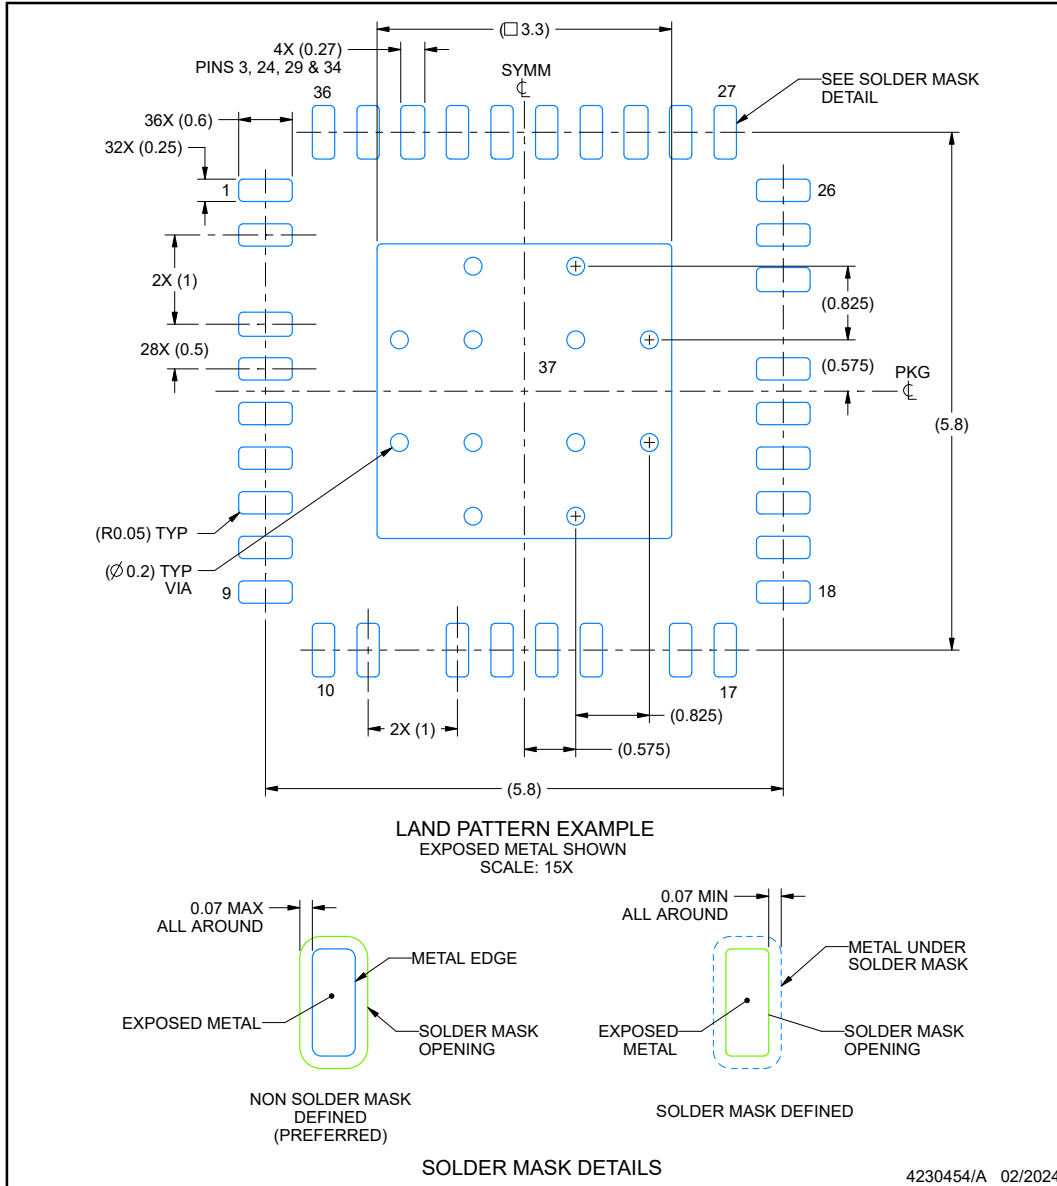 (□ 3.3)
4X (0.27)
PINS 3, 24, 29 & 34
SYMM
℄
SEE SOLDER MASK
DETAIL
36
27
36X (0.6)
32X (0.25)
1
26
2X (1)
(0.825)
28X (0.5)
37
(0.575)
PKG
℄
(5.8)
(R0.05) TYP
(Ø 0.2) TYP
VIA
9
18
10
17
(0.825)
2X (1)
(0.575)
(5.8)
LAND PATTERN EXAMPLE
EXPOSED METAL SHOWN
SCALE: 15X
0.07 MAX
ALL AROUND
METAL EDGE
EXPOSED METAL
SOLDER MASK
OPENING
NON SOLDER MASK
DEFINED
(PREFERRED)
0.07 MIN
ALL AROUND
METAL UNDER
SOLDER MASK
EXPOSED
METAL
SOLDER MASK
OPENING
SOLDER MASK DEFINED
SOLDER MASK DETAILS
4230454/A 02/2024